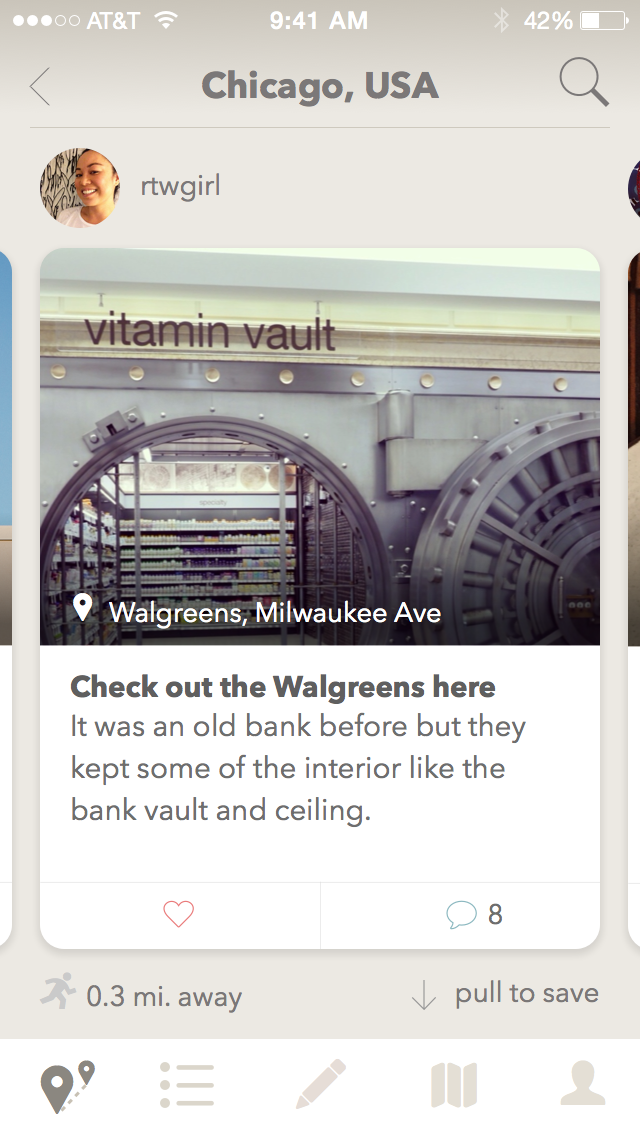 AT&T 9:41 AM 42%
Chicago, USA
rtwgirl
vitamin vault
specialty
Walgreens, Milwaukee Ave
Check out the Walgreens here
It was an old bank before but they
kept some of the interior like the
bank vault and ceiling.
8
0.3 mi. away pull to save